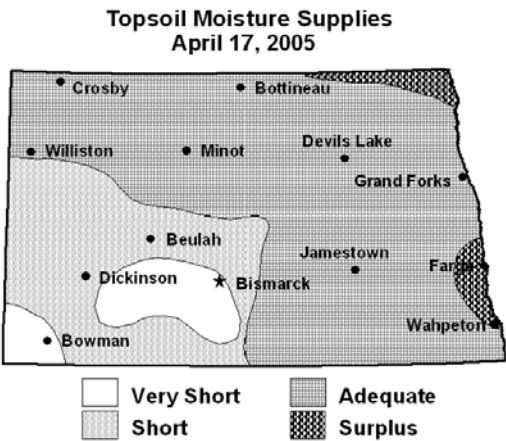 Topsoil Moisture Supplies
April 17, 2005
Crosby
Bottineau
Devils Lake
Williston
Minot
Grand Forks
Beulah
Jamestown
Fargo
Dickinson
Bismarck
Wahpeton
Bowman
Very Short
Adequate
Short
Surplus